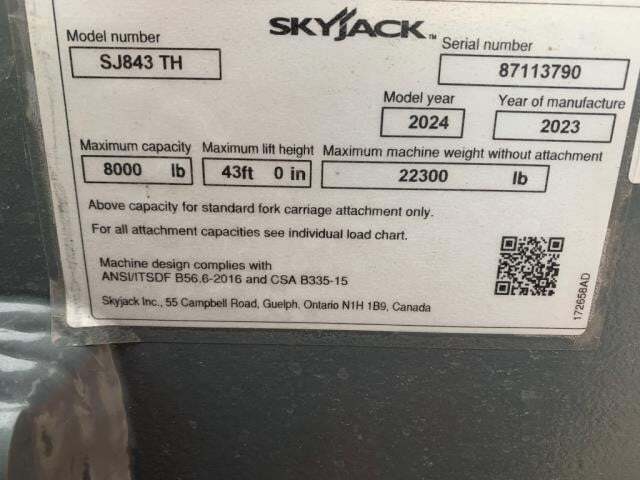 SKYJACK™
Model number
Serial number
SJ843 TH
87113790
Model year
Year of manufacture
2024
2023
Maximum capacity
Maximum lift height
Maximum machine weight without attachment
8000 lb
43ft 0 in
22300 lb
Above capacity for standard fork carriage attachment only.
For all attachment capacities see individual load chart.
Machine design complies with
ANSI/ITSDF B56.6-2016 and CSA B335-15
Skyjack Inc., 55 Campbell Road, Guelph, Ontario N1H 1B9, Canada
172658AD